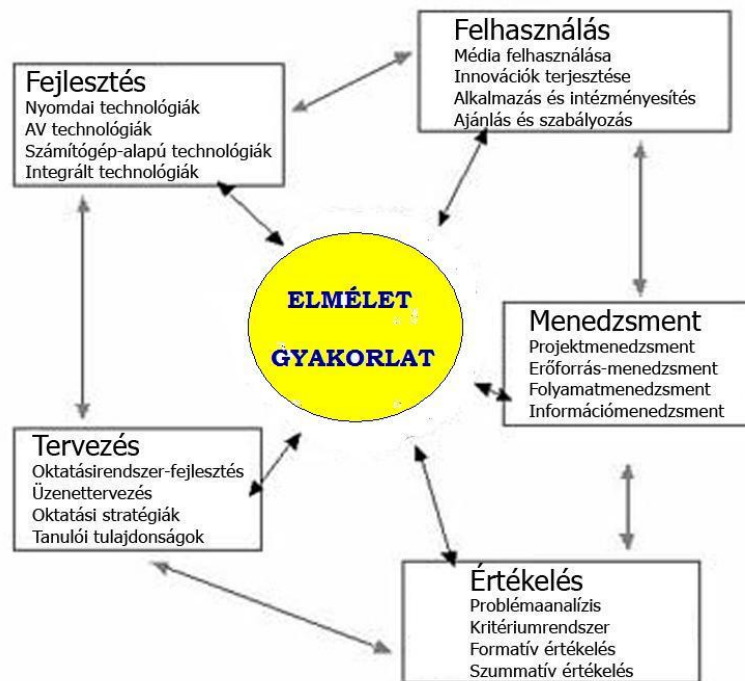 Felhasználás
Média felhasználása
Innovációk terjesztése
Alkalmazás és intézményesítés
Ajánlás és szabályozás
Fejlesztés
Nyomdai technológiák
AV technológiák
Számítógép-alapú technológiák
Integrált technológiák
ELMÉLET
GYAKORLAT
Menedzsment
Projektmenedzsment
Erőforrás-menedzsment
Folyamatmenedzsment
Információmenedzsment
Tervezés
Oktatásirendszer-fejlesztés
Üzenettervezés
Oktatási stratégiák
Tanulói tulajdonságok
Értékelés
Problémaanalízis
Kritériumrendszer
Formatív értékelés
Szummatív értékelés